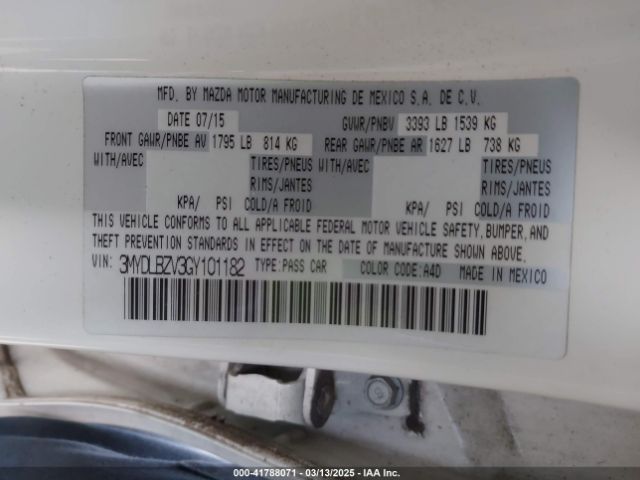 MFD. BY MAZDA MOTOR MANUFACTURING DE MEXICO S.A. DE C.V.
DATE 07/15 GVWR/PNBV 3393 LB 1539 KG
FRONT GAWR/PNBE AV 1795 LB 814 KG REAR GAWR/PNBE AR 1627 LB 738 KG
WITH/AVEC TIRES/PNEUS WITH/AVEC TIRES/PNEUS
RIMS/JANTES RIMS/JANTES
KPA/ PSI COLD/A FROID KPA/ PSI COLD/A FROID
THIS VEHICLE CONFORMS TO ALL APPLICABLE FEDERAL MOTOR VEHICLE SAFETY, BUMPER, AND
THEFT PREVENTION STANDARDS IN EFFECT ON THE DATE OF MANUFACTURE SHOWN ABOVE.
VIN: 3MYDLBZV3GY101182 TYPE:PASS CAR COLOR CODE:A4D MADE IN MEXICO
000-41788071 — 03/13/2025 — IAA Inc.